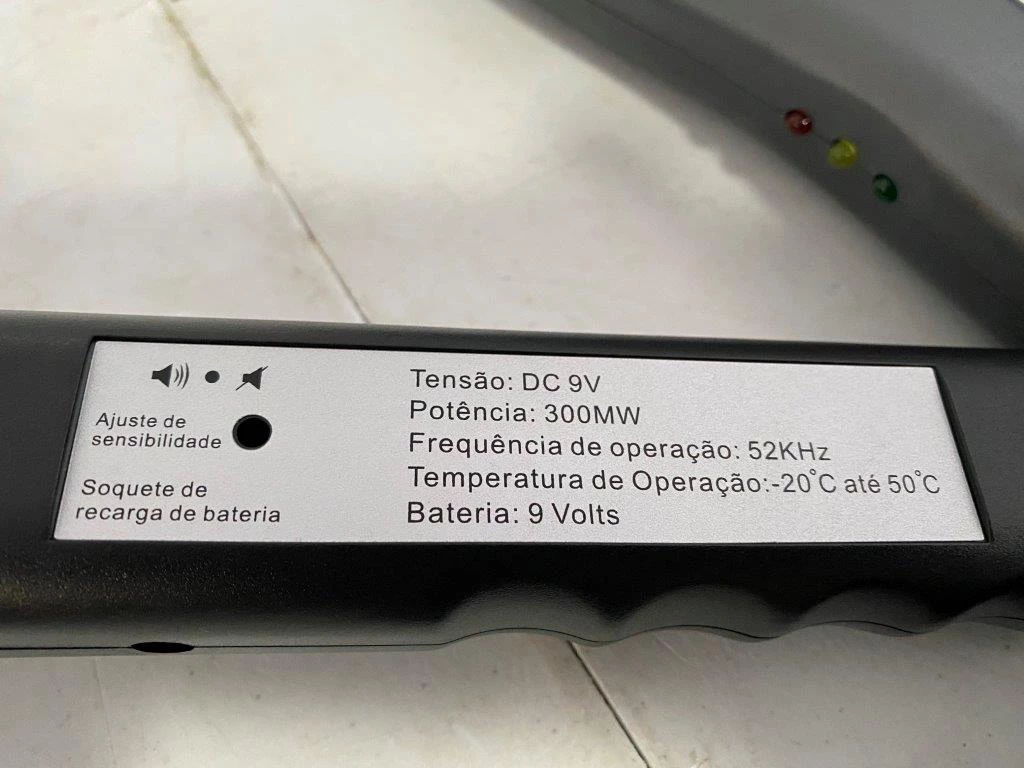 Ajuste de
sensibilidade
Soquete de
recarga de bateria
Tensão: DC 9V
Potência: 300MW
Frequência de operação: 52KHz
Temperatura de Operação:-20°C até 50°C
Bateria: 9 Volts